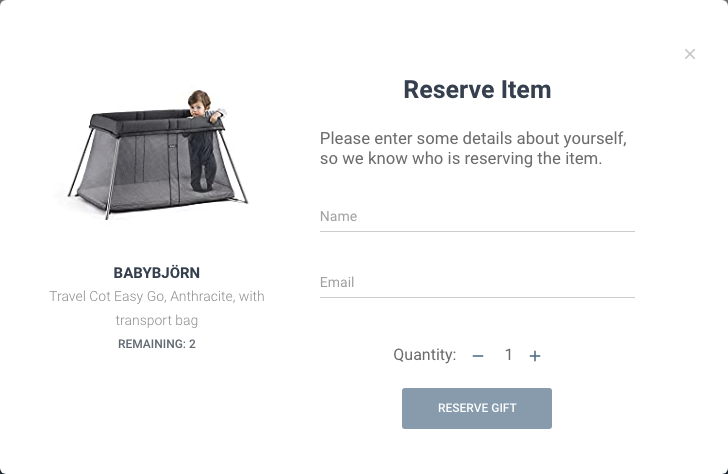 Reserve Item
Please enter some details about yourself,
so we know who is reserving the item.
Name
Email
BABYBJÖRN
Travel Cot Easy Go, Anthracite, with
transport bag
REMAINING: 2
Quantity: − 1 +
RESERVE GIFT